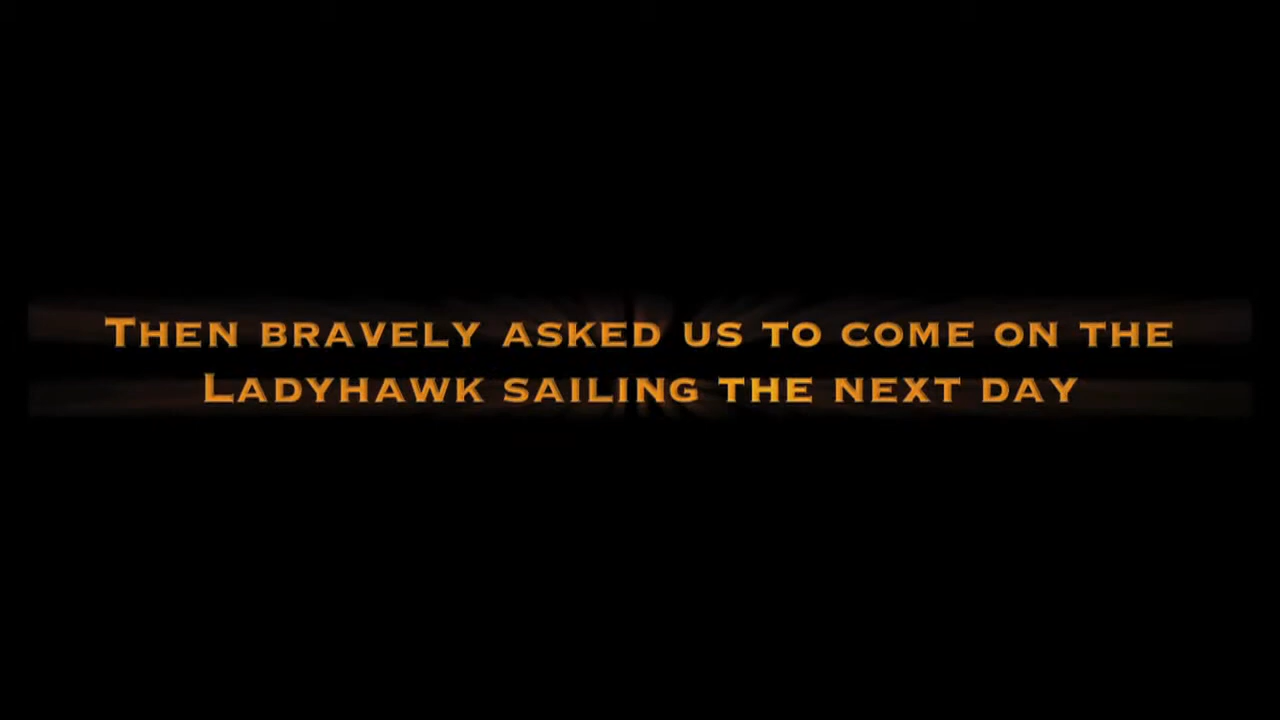 Then bravely asked us to come on the
Ladyhawk sailing the next day